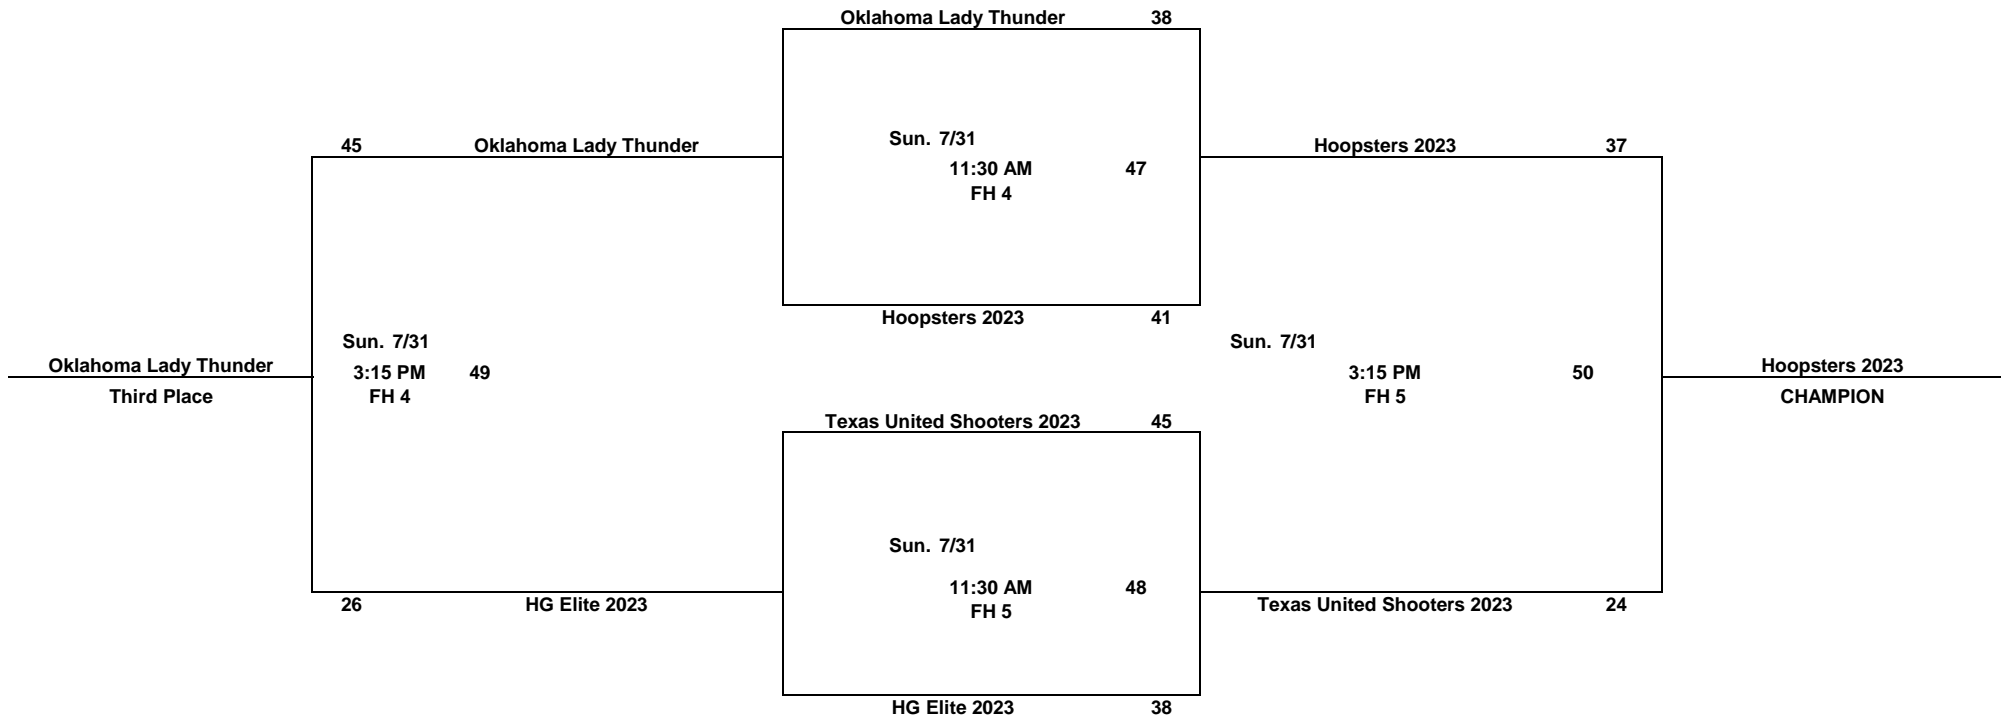 Oklahoma Lady Thunder 38
Sun. 7/31
45 Oklahoma Lady Thunder
Hoopsters 2023 37
11:30 AM 47
FH 4
Hoopsters 2023 41
Sun. 7/31
Sun. 7/31
Oklahoma Lady Thunder
Third Place
3:15 PM 49
FH 4
3:15 PM 50
FH 5
Hoopsters 2023
CHAMPION
Texas United Shooters 2023 45
Sun. 7/31
11:30 AM 48
FH 5
26 HG Elite 2023
Texas United Shooters 2023 24
HG Elite 2023 38